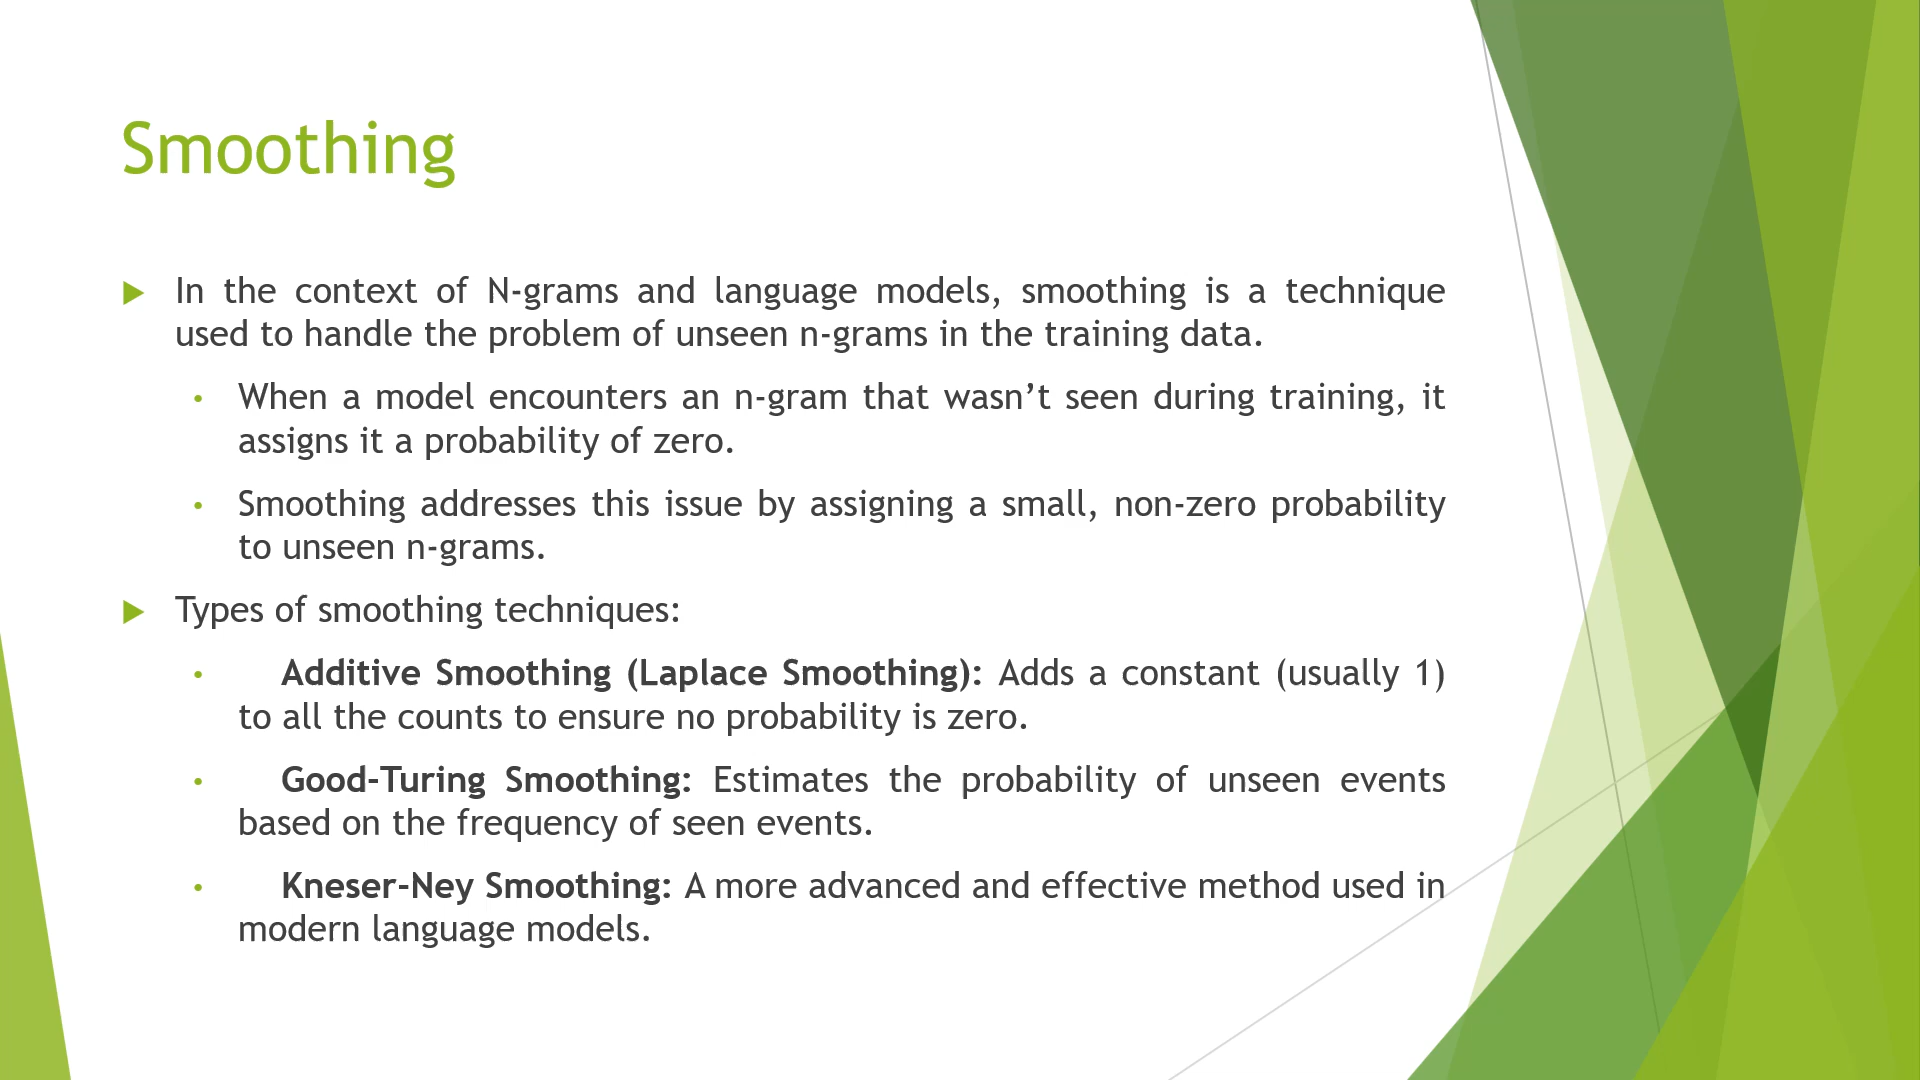 Smoothing
In the context of N-grams and language models, smoothing is a technique
used to handle the problem of unseen n-grams in the training data.
• When a model encounters an n-gram that wasn’t seen during training, it
assigns it a probability of zero.
• Smoothing addresses this issue by assigning a small, non-zero probability
to unseen n-grams.
Types of smoothing techniques:
• Additive Smoothing (Laplace Smoothing): Adds a constant (usually 1)
to all the counts to ensure no probability is zero.
• Good-Turing Smoothing: Estimates the probability of unseen events
based on the frequency of seen events.
• Kneser-Ney Smoothing: A more advanced and effective method used in
modern language models.